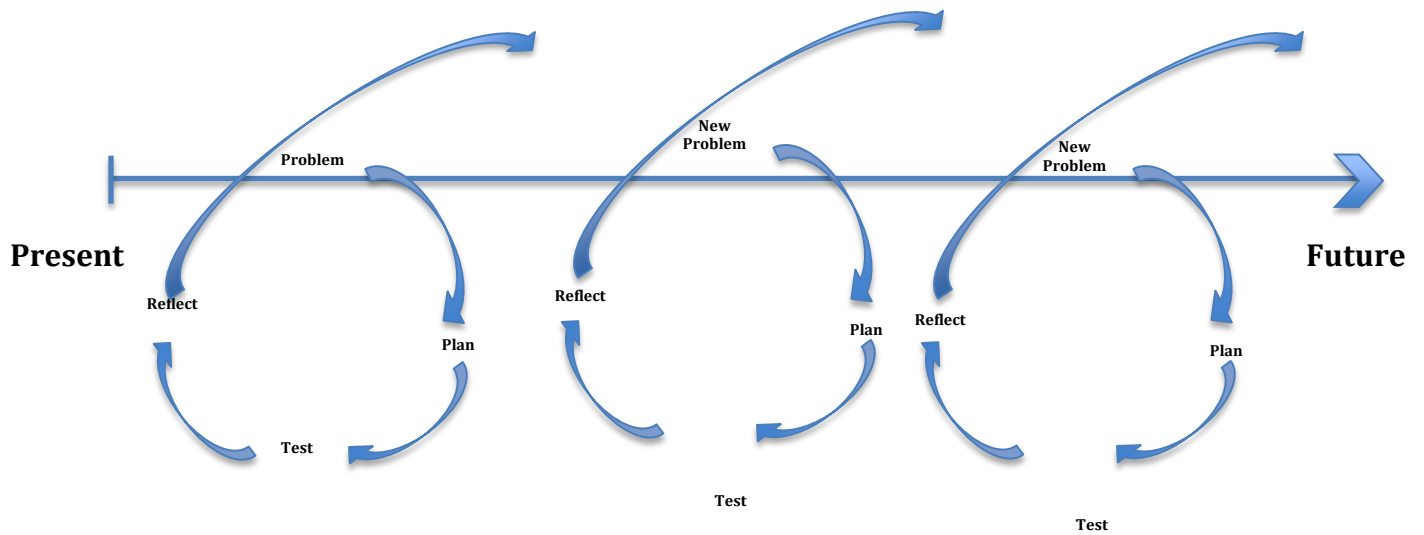 New
Problem
Problem
New
Problem
Present
Future
Reflect
Reflect
Reflect
Plan
Plan
Plan
Test
Test
Test